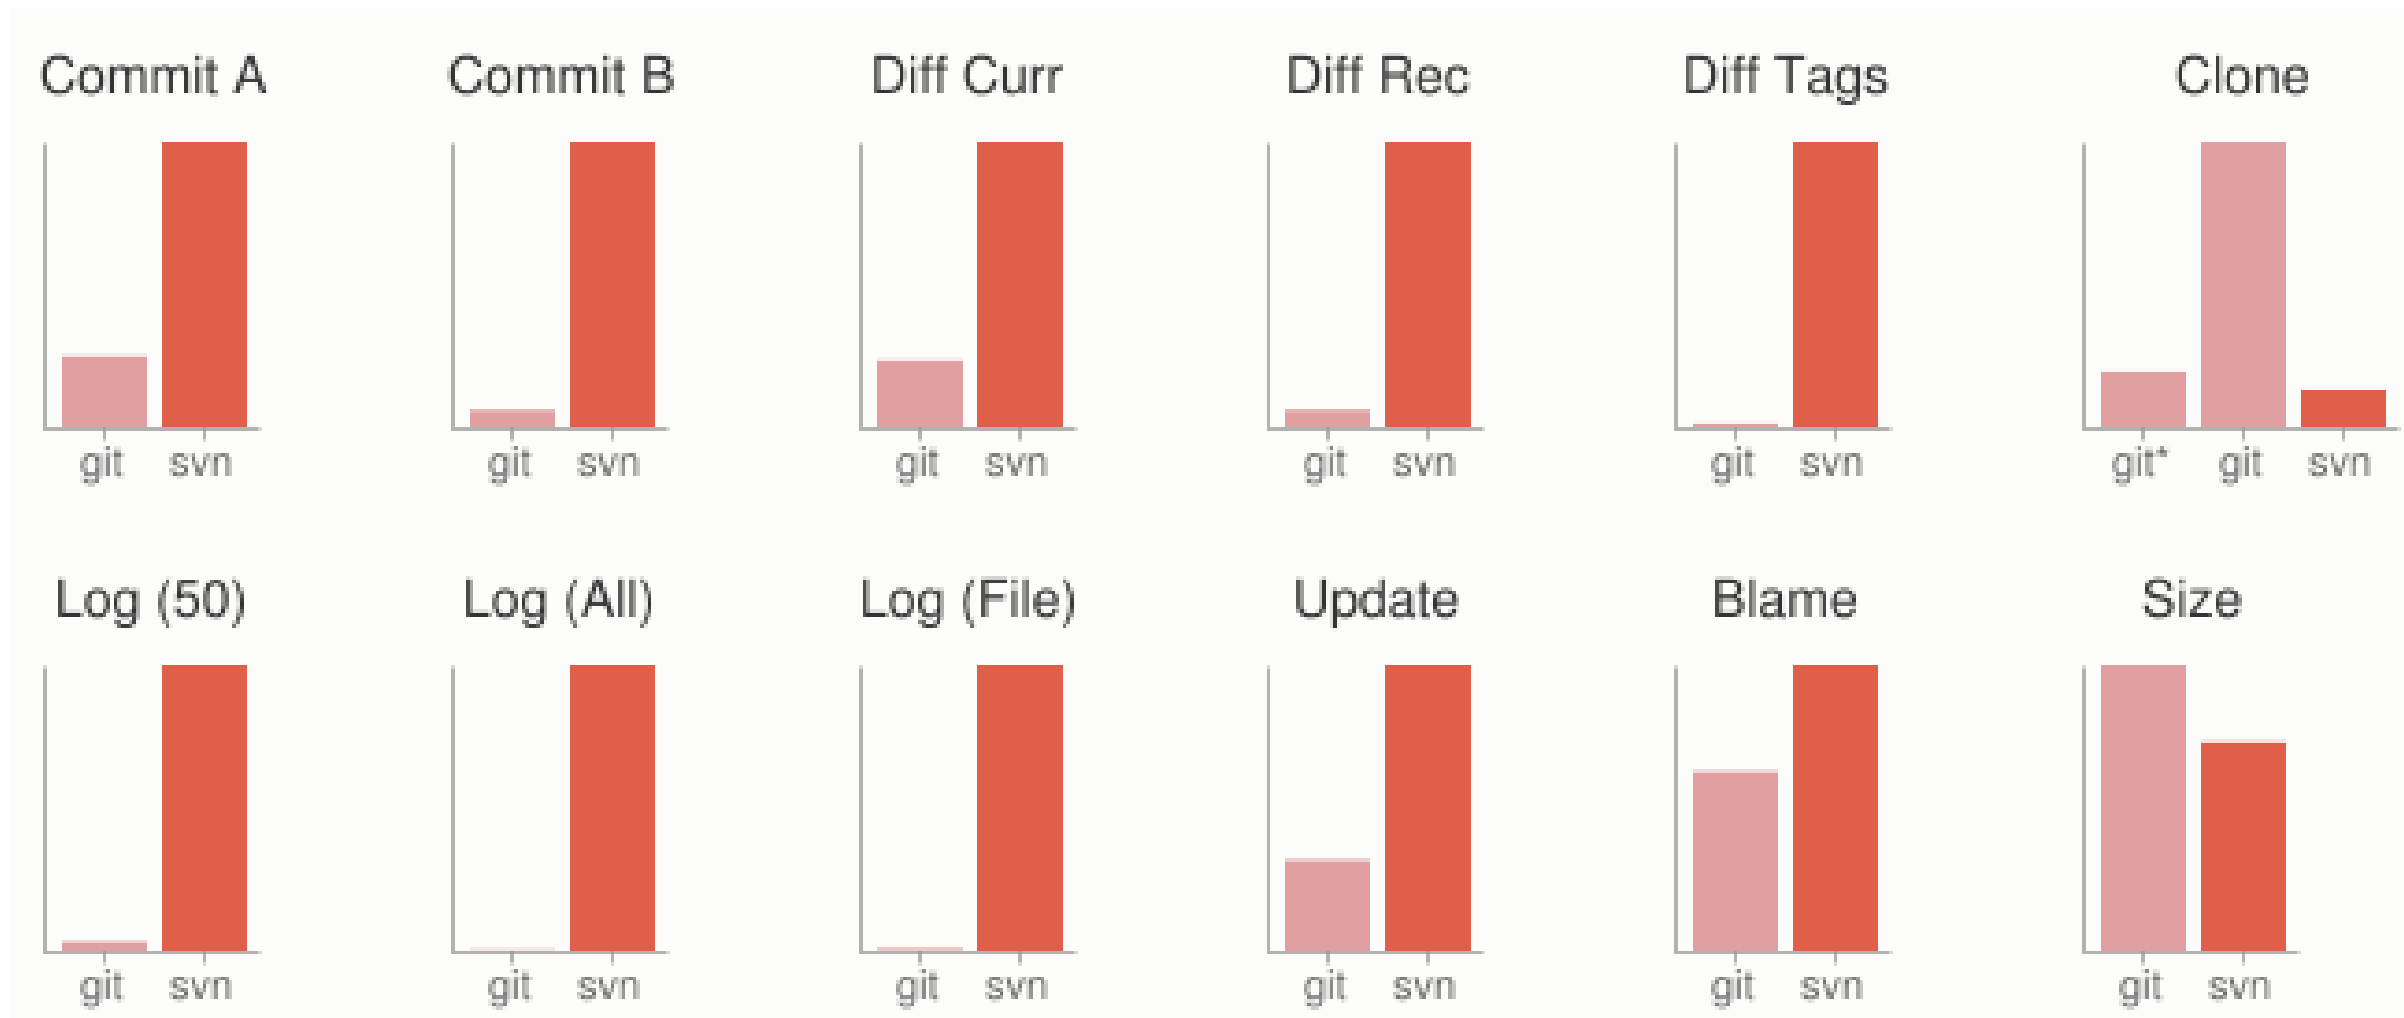 Commit A Commit B Diff Curr Diff Rec Diff Tags Clone
git svn git svn git svn git svn git svn git* git svn
Log (50) Log (All) Log (File) Update Blame Size
git svn git svn git svn git svn git svn git svn